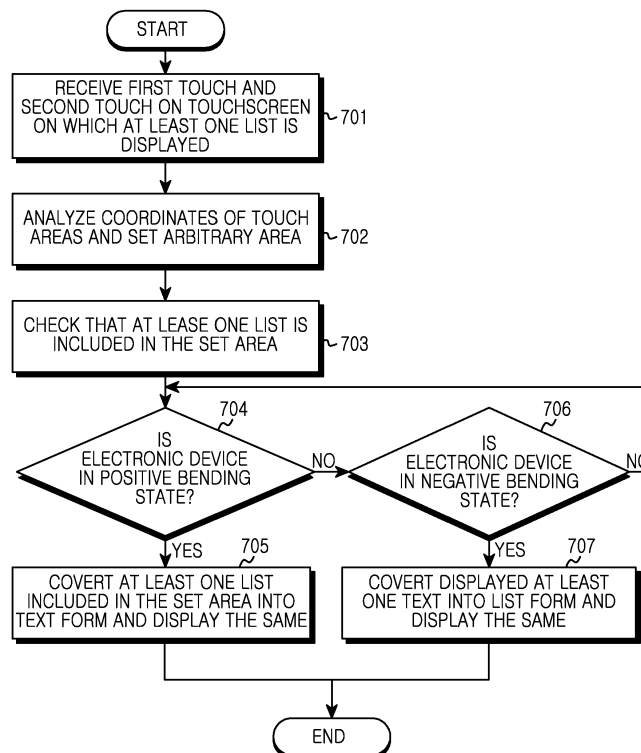 START
RECEIVE FIRST TOUCH AND
SECOND TOUCH ON TOUCHSCREEN
ON WHICH AT LEAST ONE LIST IS
DISPLAYED
701
ANALYZE COORDINATES OF TOUCH
AREAS AND SET ARBITRARY AREA
702
CHECK THAT AT LEASE ONE LIST IS
INCLUDED IN THE SET AREA
703
704
IS
ELECTRONIC DEVICE
IN POSITIVE BENDING
STATE?
NO
706
IS
ELECTRONIC DEVICE
IN NEGATIVE BENDING
STATE?
NO
YES
705
COVERT AT LEAST ONE LIST
INCLUDED IN THE SET AREA INTO
TEXT FORM AND DISPLAY THE SAME
YES
707
COVERT DISPLAYED AT LEAST
ONE TEXT INTO LIST FORM AND
DISPLAY THE SAME
END